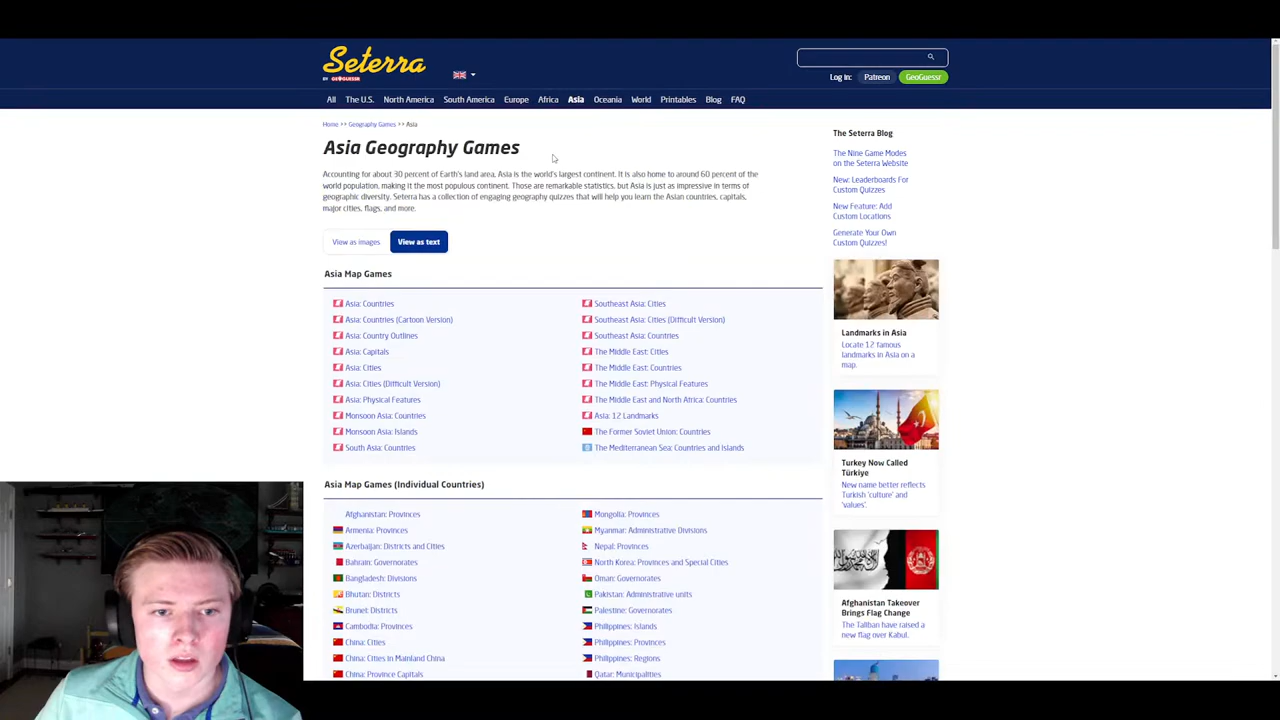 Seterra
BY GEOGUESSR
Log in: Patreon GeoGuessr
All The U.S. North America South America Europe Africa Asia Oceania World Printables Blog FAQ
Home >> Geography Games >> Asia
Asia Geography Games
Accounting for about 30 percent of Earth's land area, Asia is the world's largest continent. It is also home to around 60 percent of the
world population, making it the most populous continent. Those are remarkable statistics, but Asia is just as impressive in terms of
geographic diversity. Seterra has a collection of engaging geography quizzes that will help you learn the Asian countries, capitals,
major cities, flags, and more.
View as images View as text
Asia Map Games
Asia: Countries
Asia: Countries (Cartoon Version)
Asia: Country Outlines
Asia: Capitals
Asia: Cities
Asia: Cities (Difficult Version)
Asia: Physical Features
Monsoon Asia: Countries
Monsoon Asia: Islands
South Asia: Countries
Southeast Asia: Cities
Southeast Asia: Cities (Difficult Version)
Southeast Asia: Countries
The Middle East: Cities
The Middle East: Countries
The Middle East: Physical Features
The Middle East and North Africa: Countries
Asia: 12 Landmarks
The Former Soviet Union: Countries
The Mediterranean Sea: Countries and Islands
Asia Map Games (Individual Countries)
Afghanistan: Provinces
Armenia: Provinces
Azerbaijan: Districts and Cities
Bahrain: Governorates
Bangladesh: Divisions
Bhutan: Districts
Brunei: Districts
Cambodia: Provinces
China: Cities
China: Cities in Mainland China
China: Province Capitals
Mongolia: Provinces
Myanmar: Administrative Divisions
Nepal: Provinces
North Korea: Provinces and Special Cities
Oman: Governorates
Pakistan: Administrative units
Palestine: Governorates
Philippines: Islands
Philippines: Provinces
Philippines: Regions
Qatar: Municipalities
The Seterra Blog
The Nine Game Modes
on the Seterra Website
New: Leaderboards For
Custom Quizzes
New Feature: Add
Custom Locations
Generate Your Own
Custom Quizzes!
Landmarks in Asia
Locate 12 famous
landmarks in Asia on a
map.
Turkey Now Called
Türkiye
New name better reflects
Turkish 'culture' and
'values'.
Afghanistan Takeover
Brings Flag Change
The Taliban have raised a
new flag over Kabul.